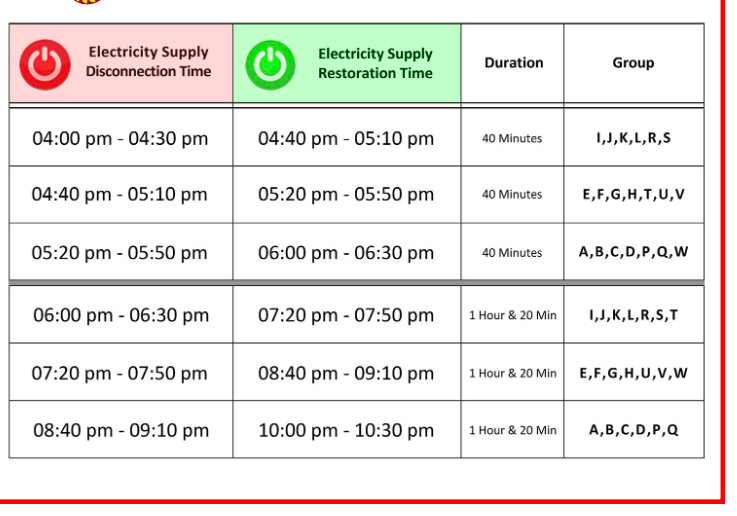 Electricity Supply Disconnection Time
Electricity Supply Restoration Time
Duration
Group
04:00 pm - 04:30 pm 04:40 pm - 05:10 pm 40 Minutes I,J,K,L,R,S
04:40 pm - 05:10 pm 05:20 pm - 05:50 pm 40 Minutes E,F,G,H,T,U,V
05:20 pm - 05:50 pm 06:00 pm - 06:30 pm 40 Minutes A,B,C,D,P,Q,W
06:00 pm - 06:30 pm 07:20 pm - 07:50 pm 1 Hour & 20 Min I,J,K,L,R,S,T
07:20 pm - 07:50 pm 08:40 pm - 09:10 pm 1 Hour & 20 Min E,F,G,H,U,V,W
08:40 pm - 09:10 pm 10:00 pm - 10:30 pm 1 Hour & 20 Min A,B,C,D,P,Q